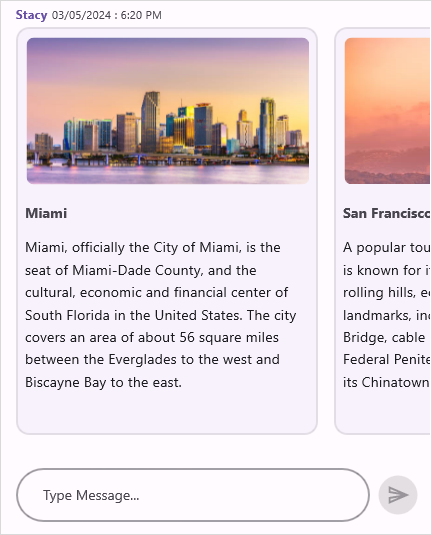 Stacy 03/05/2024 : 6:20 PM
Miami
Miami, officially the City of Miami, is the
seat of Miami-Dade County, and the
cultural, economic and financial center of
South Florida in the United States. The city
covers an area of about 56 square miles
between the Everglades to the west and
Biscayne Bay to the east.
San Francisco
A popular tou
is known for i
rolling hills, e
landmarks, in
Bridge, cable
Federal Penite
its Chinatown
Type Message...